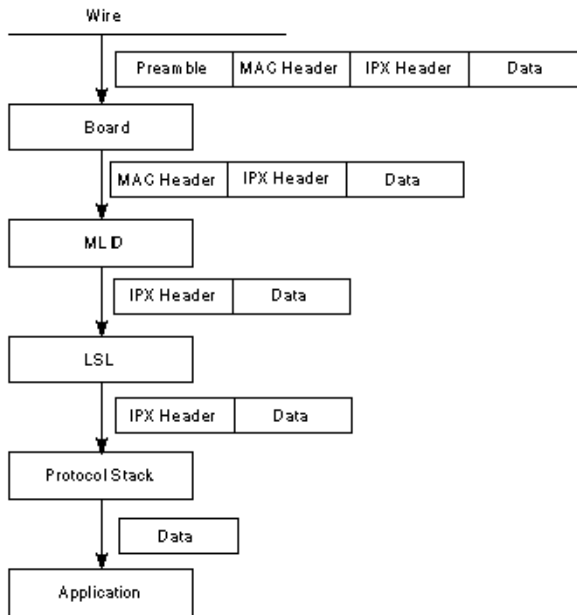 Wire
Preamble MAC Header IPX Header Data
Board
MAC Header IPX Header Data
MLID
IPX Header Data
LSL
IPX Header Data
Protocol Stack
Data
Application